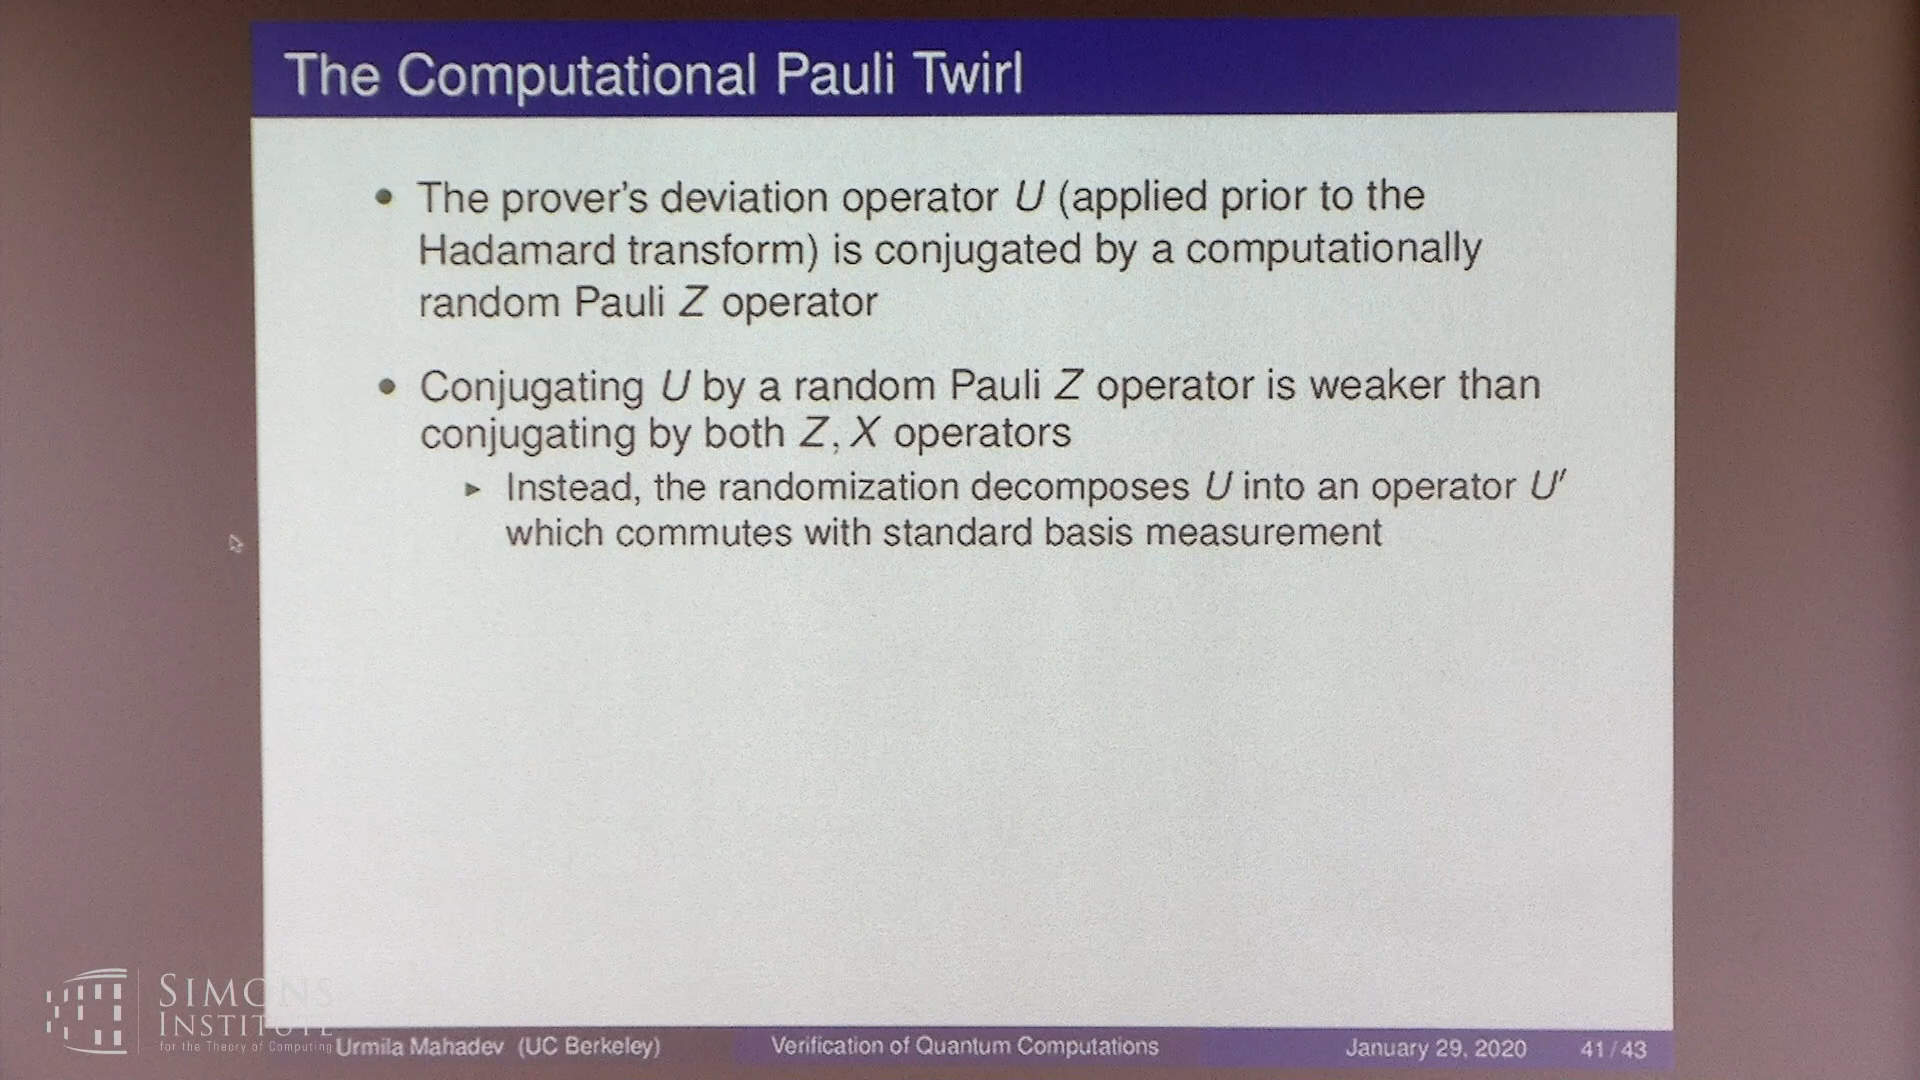 The Computational Pauli Twirl
• The prover's deviation operator U (applied prior to the
Hadamard transform) is conjugated by a computationally
random Pauli Z operator
• Conjugating U by a random Pauli Z operator is weaker than
conjugating by both Z, X operators
► Instead, the randomization decomposes U into an operator U′
which commutes with standard basis measurement
SIMONS
INSTITUTE
for the Theory of Computing
Urmila Mahadev (UC Berkeley) Verification of Quantum Computations January 29, 2020 41 / 43